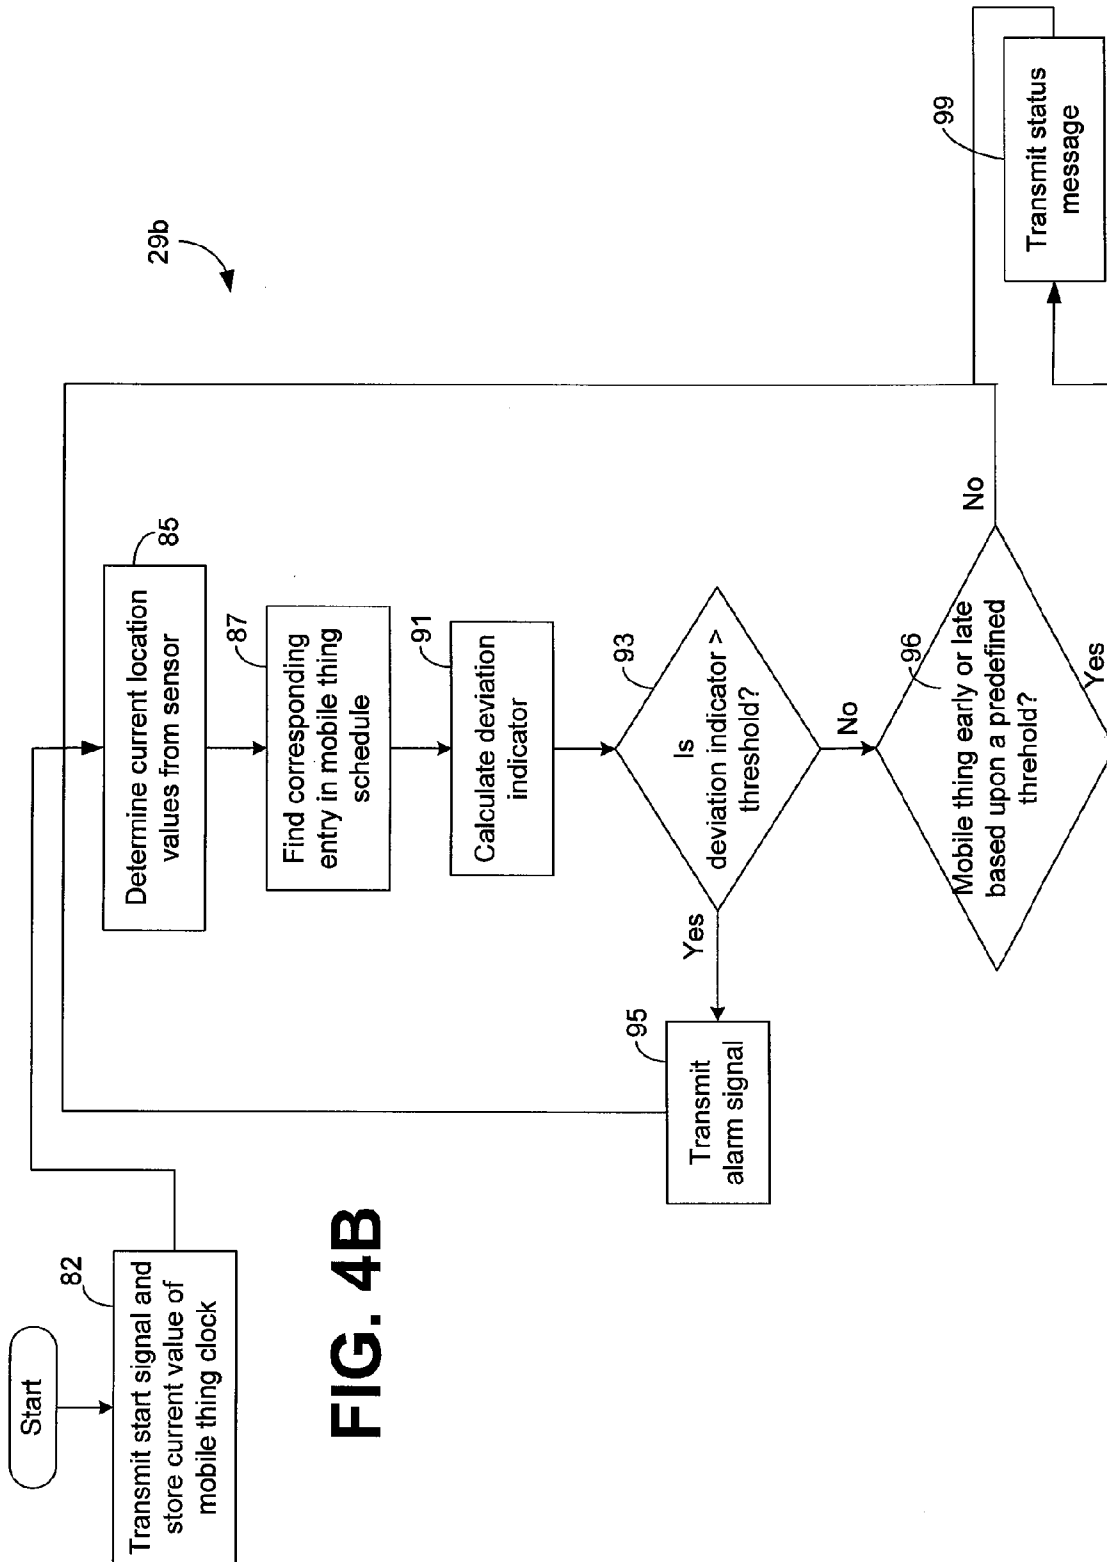 Start
82
Transmit start signal and
store current value of
mobile thing clock
85
Determine current location
values from sensor
87
Find corresponding
entry in mobile thing
schedule
91
Calculate deviation
indicator
93
Is
deviation indicator >
threshold?
Yes
95
Transmit
alarm signal
No
96
Mobile thing early or late
based upon a predefined
threhold?
No
Yes
99
Transmit status
message
29b
FIG. 4B